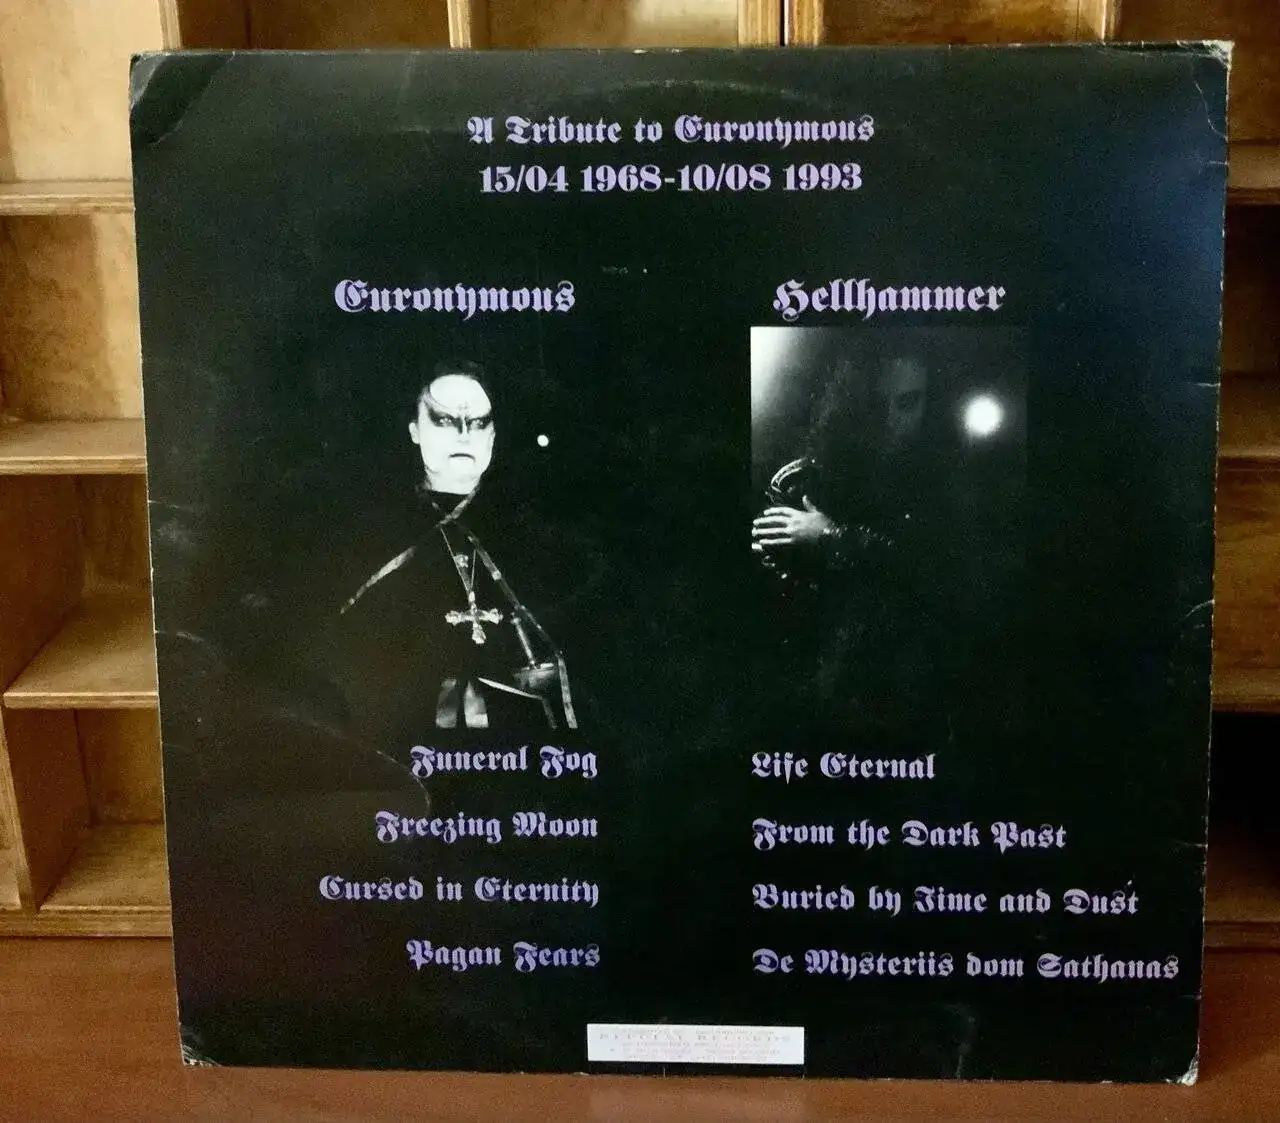 A Tribute to Euronymous
15/04 1968-10/08 1993
Euronymous
Hellhammer
Funeral Fog
Freezing Moon
Cursed in Eternity
Pagan Fears
Life Eternal
From the Dark Past
Buried by Time and Dust
De Mysteriis dom Sathanas